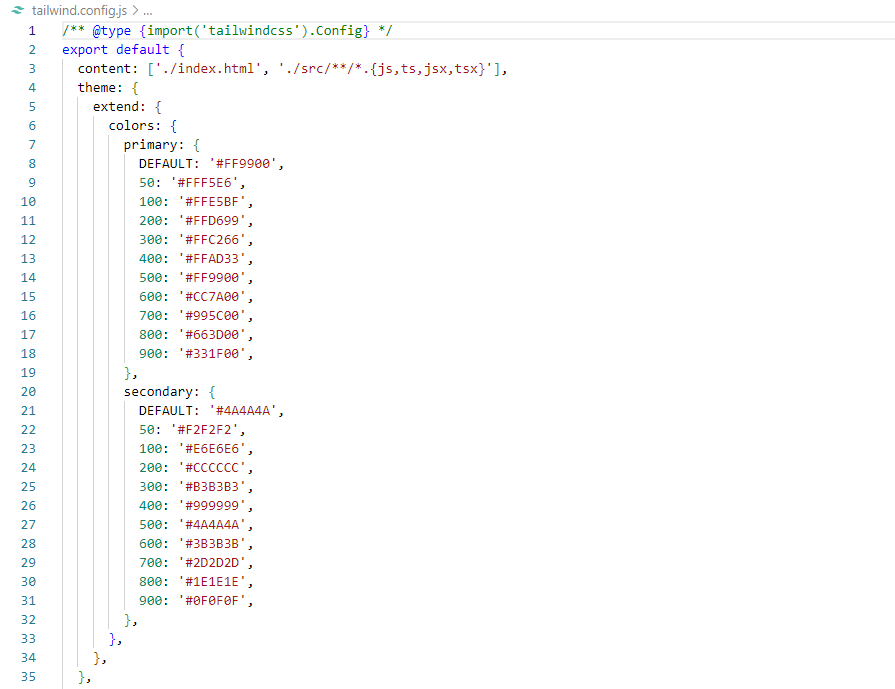 tailwind.config.js > ...
1 /** @type {import('tailwindcss').Config} */
2 export default {
3 content: ['./index.html', './src/**/*.{js,ts,jsx,tsx}'],
4 theme: {
5 extend: {
6 colors: {
7 primary: {
8 DEFAULT: '#FF9900',
9 50: '#FFF5E6',
10 100: '#FFE5BF',
11 200: '#FFD699',
12 300: '#FFC266',
13 400: '#FFAD33',
14 500: '#FF9900',
15 600: '#CC7A00',
16 700: '#995C00',
17 800: '#663D00',
18 900: '#331F00',
19 },
20 secondary: {
21 DEFAULT: '#4A4A4A',
22 50: '#F2F2F2',
23 100: '#E6E6E6',
24 200: '#CCCCCC',
25 300: '#B3B3B3',
26 400: '#999999',
27 500: '#4A4A4A',
28 600: '#3B3B3B',
29 700: '#2D2D2D',
30 800: '#1E1E1E',
31 900: '#0F0F0F',
32 },
33 },
34 },
35 },